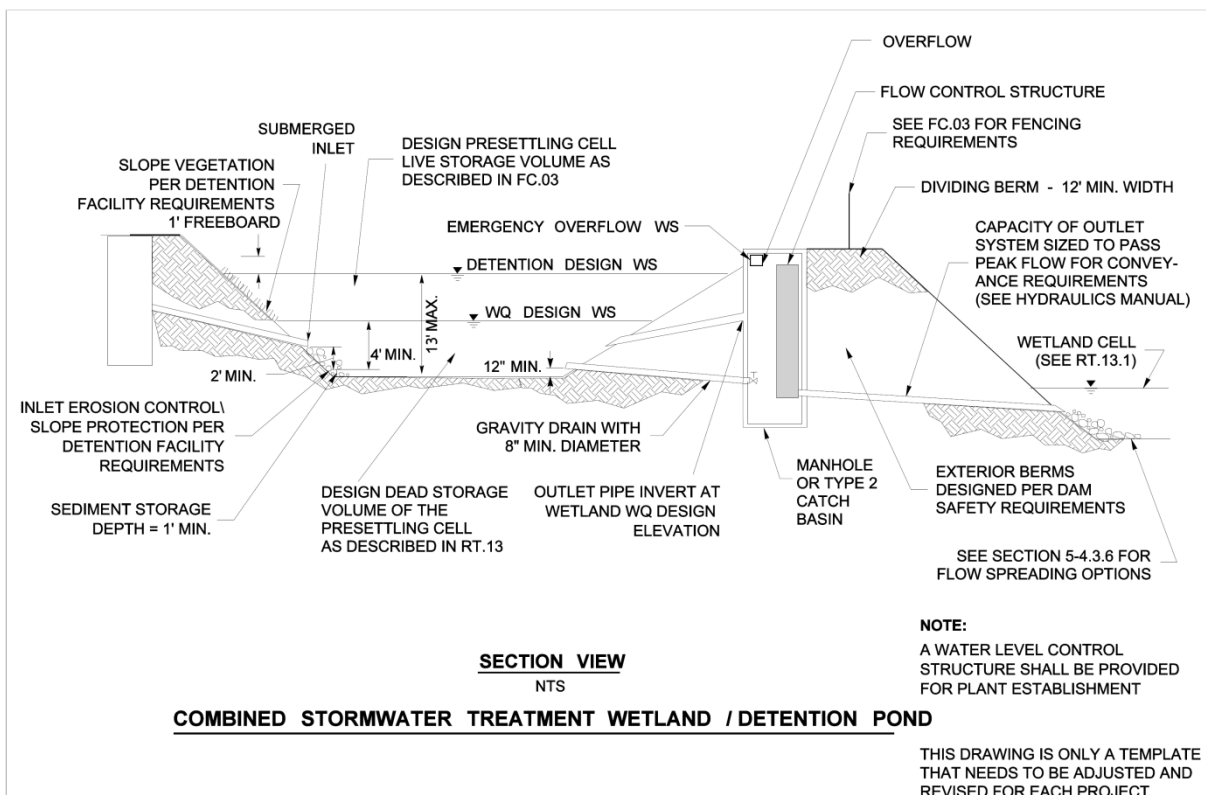 OVERFLOW
FLOW CONTROL STRUCTURE
SEE FC.03 FOR FENCING
REQUIREMENTS
SUBMERGED
INLET
DESIGN PRESETTLING CELL
LIVE STORAGE VOLUME AS
DESCRIBED IN FC.03
SLOPE VEGETATION
PER DETENTION
FACILITY REQUIREMENTS
1' FREEBOARD
DIVIDING BERM - 12' MIN. WIDTH
EMERGENCY OVERFLOW WS
CAPACITY OF OUTLET
SYSTEM SIZED TO PASS
PEAK FLOW FOR CONVEY-
ANCE REQUIREMENTS
(SEE HYDRAULICS MANUAL)
DETENTION DESIGN WS
WQ DESIGN WS
13' MAX.
4' MIN.
2' MIN.
12" MIN.
WETLAND CELL
(SEE RT.13.1)
INLET EROSION CONTROL\
SLOPE PROTECTION PER
DETENTION FACILITY
REQUIREMENTS
GRAVITY DRAIN WITH
8" MIN. DIAMETER
SEDIMENT STORAGE
DEPTH = 1' MIN.
DESIGN DEAD STORAGE
VOLUME OF THE
PRESETTLING CELL
AS DESCRIBED IN RT.13
OUTLET PIPE INVERT AT
WETLAND WQ DESIGN
ELEVATION
MANHOLE
OR TYPE 2
CATCH
BASIN
EXTERIOR BERMS
DESIGNED PER DAM
SAFETY REQUIREMENTS
SEE SECTION 5-4.3.6 FOR
FLOW SPREADING OPTIONS
SECTION VIEW
NTS
COMBINED STORMWATER TREATMENT WETLAND / DETENTION POND
NOTE:
A WATER LEVEL CONTROL
STRUCTURE SHALL BE PROVIDED
FOR PLANT ESTABLISHMENT
THIS DRAWING IS ONLY A TEMPLATE
THAT NEEDS TO BE ADJUSTED AND
REVISED FOR EACH PROJECT